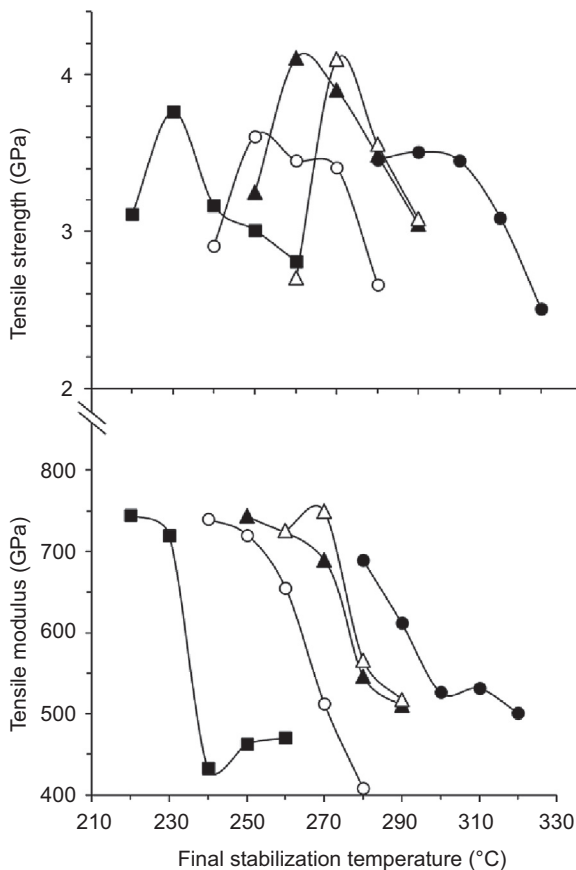 4
3
2
Tensile strength (GPa)
800
700
600
500
400
Tensile modulus (GPa)
210 230 250 270 290 310 330
Final stabilization temperature (°C)